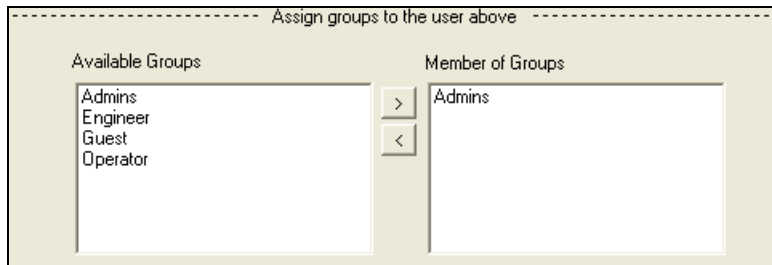 Assign groups to the user above
Available Groups
Admins
Engineer
Guest
Operator
>
<
Member of Groups
Admins